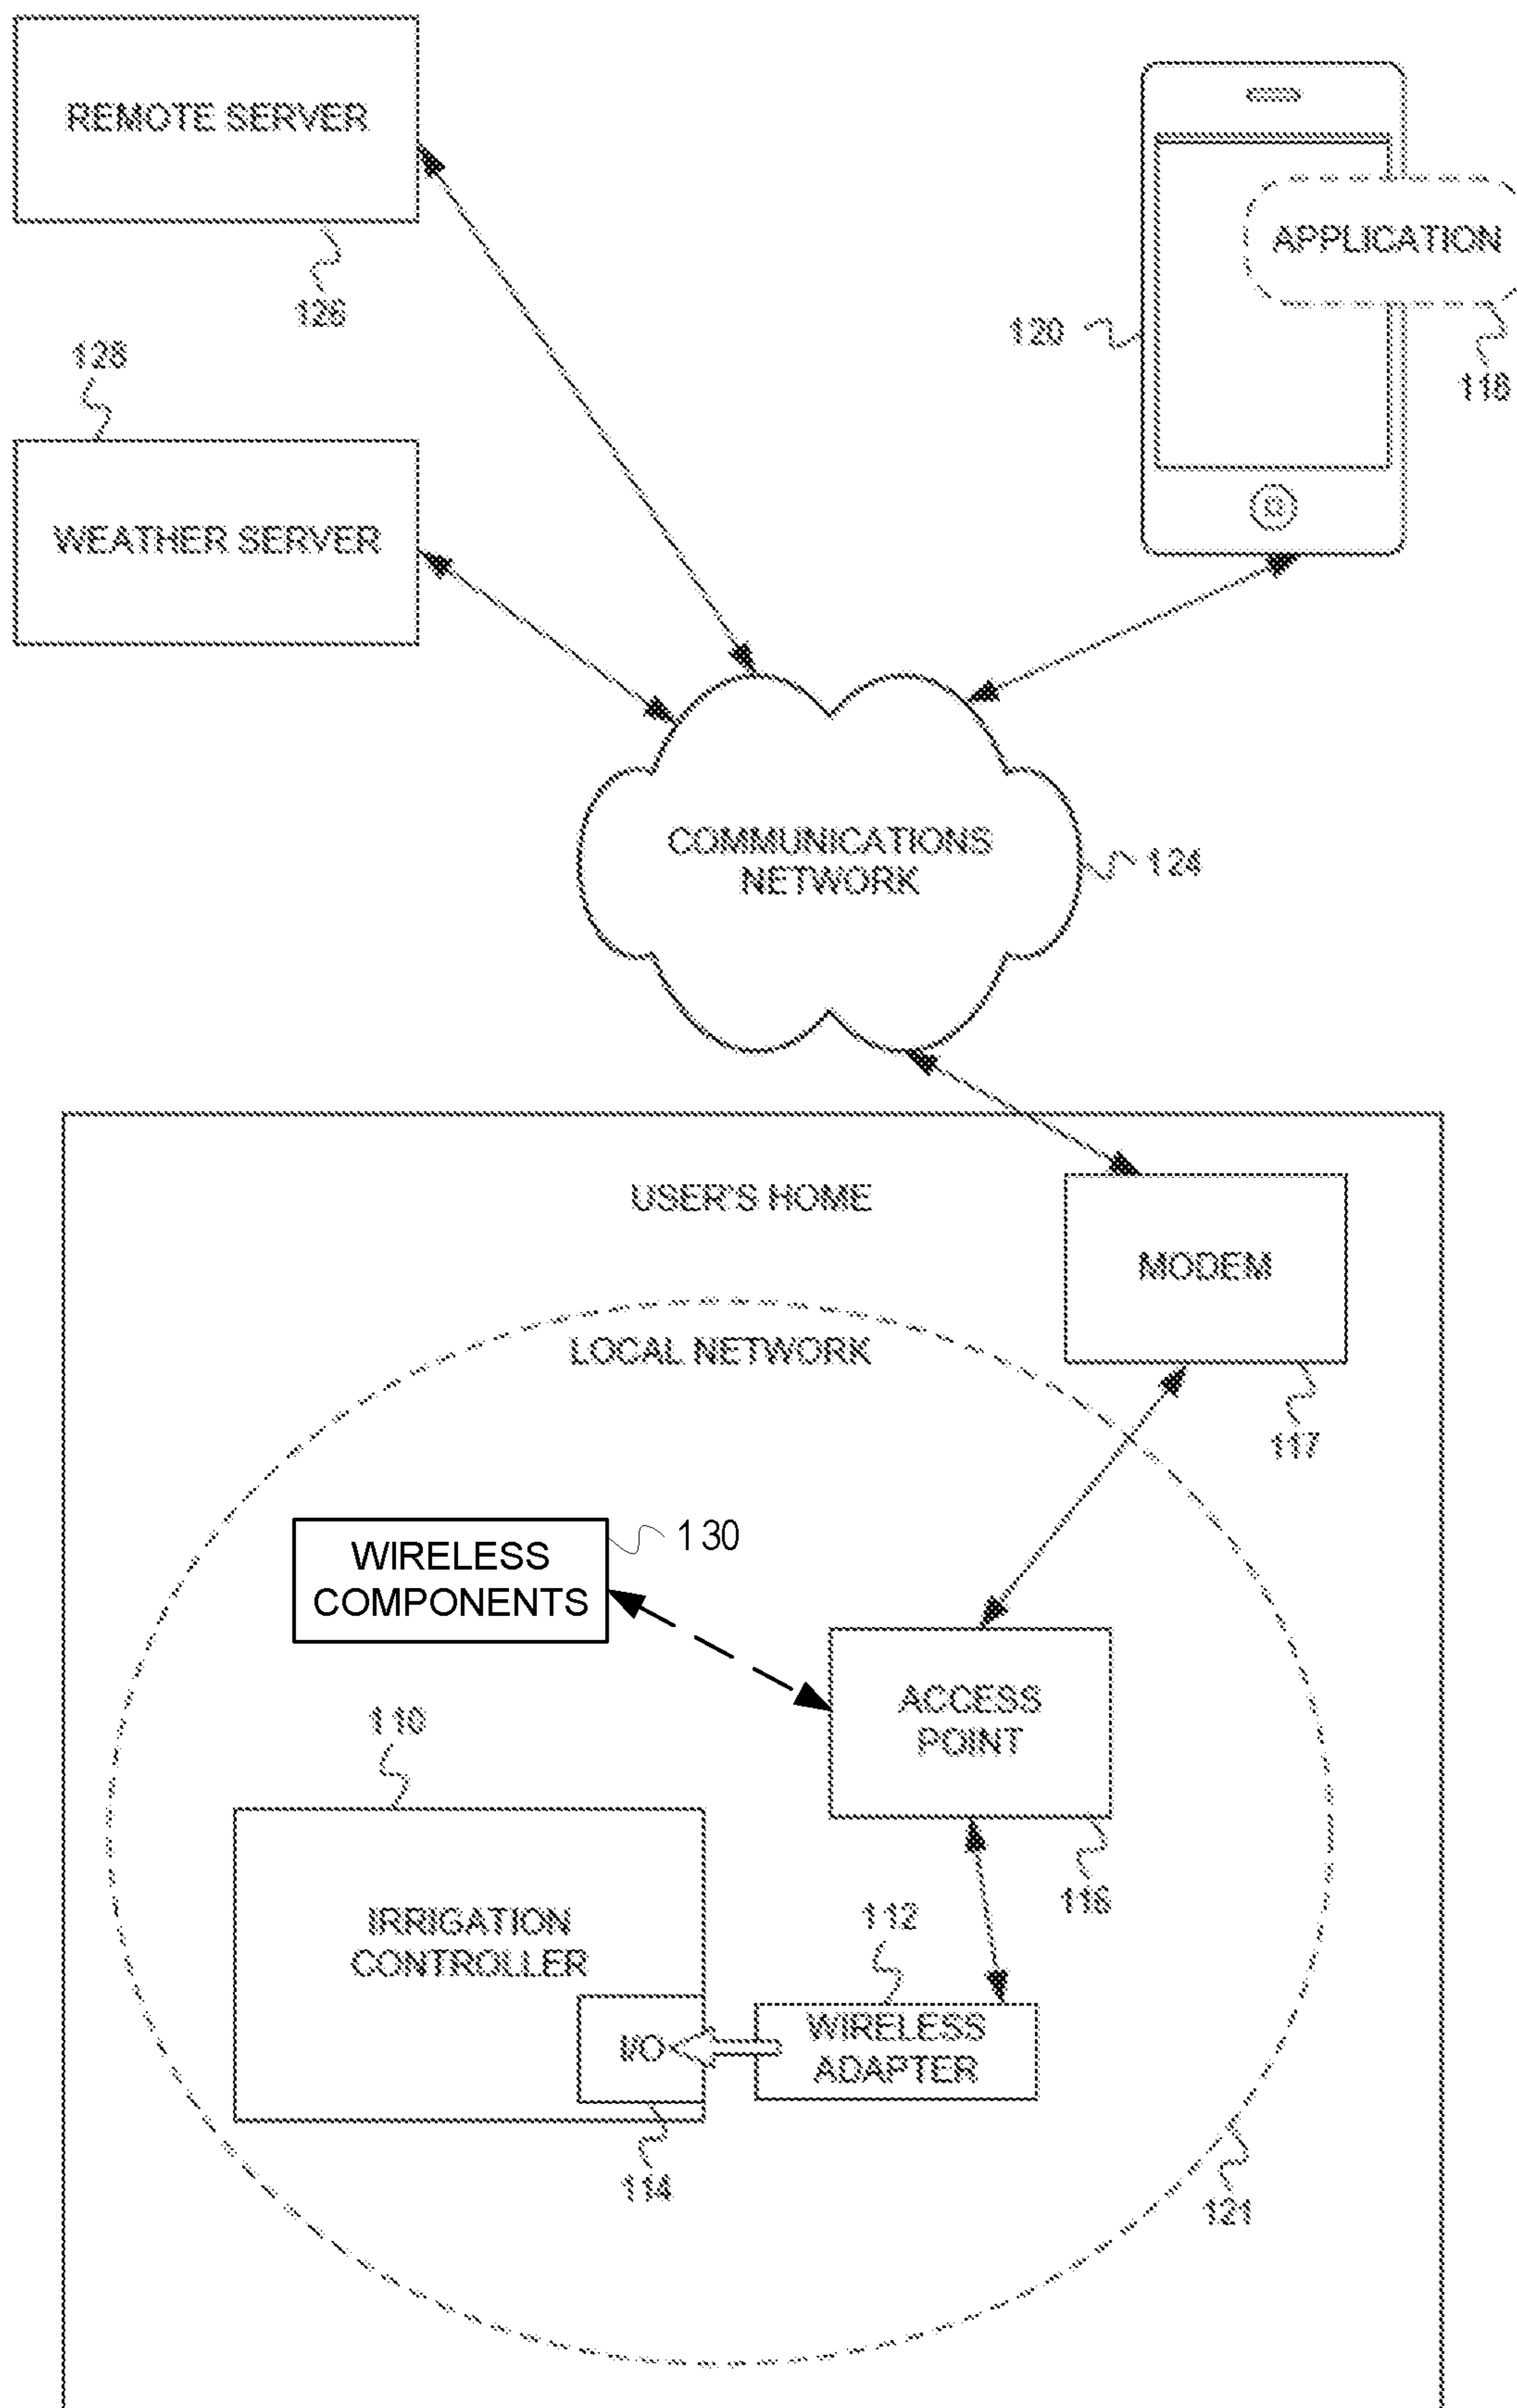 REMOTE SERVER
126
128
WEATHER SERVER
APPLICATION
120
118
COMMUNICATIONS
NETWORK
124
USER'S HOME
MODEM
LOCAL NETWORK
117
WIRELESS
COMPONENTS
130
ACCESS
POINT
110
116
IRRIGATION
CONTROLLER
112
I/O
WIRELESS
ADAPTER
114
121